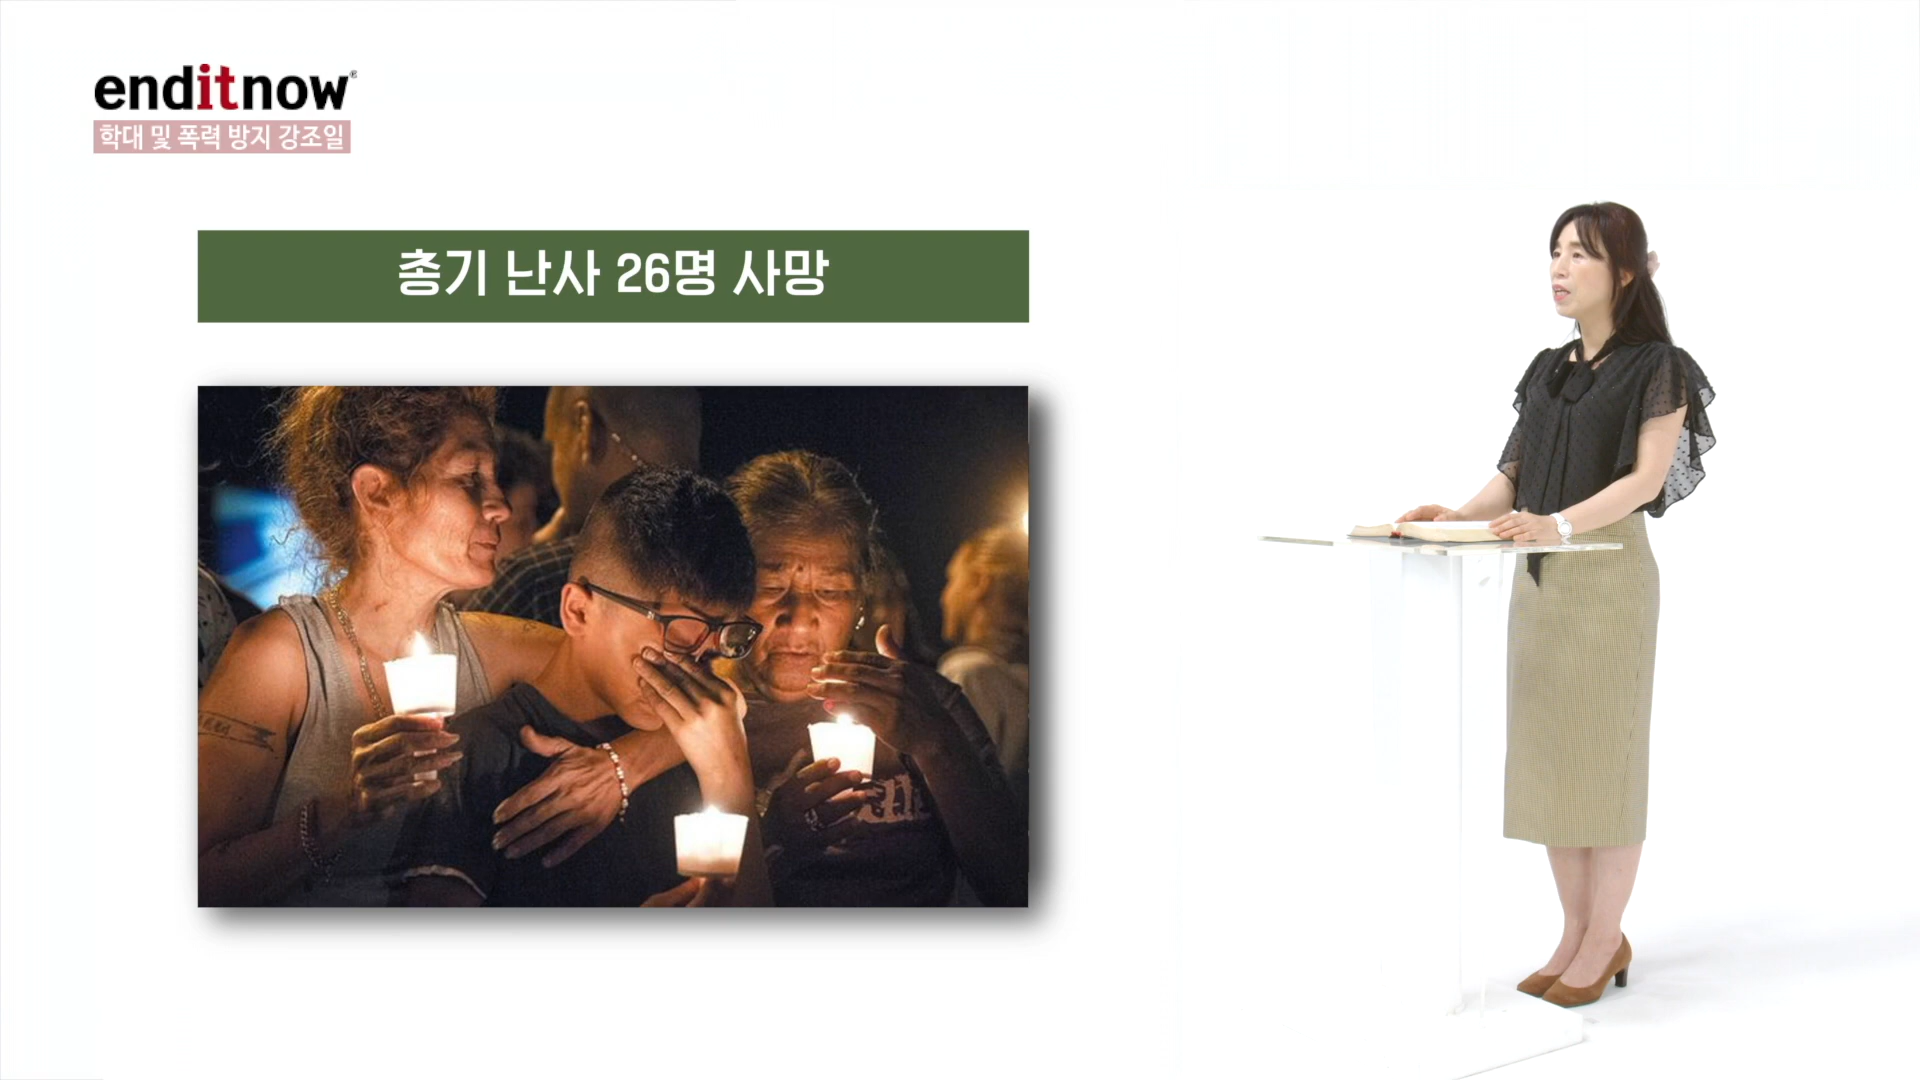 enditnow®
학대 및 폭력 방지 강조일
총기 난사 26명 사망